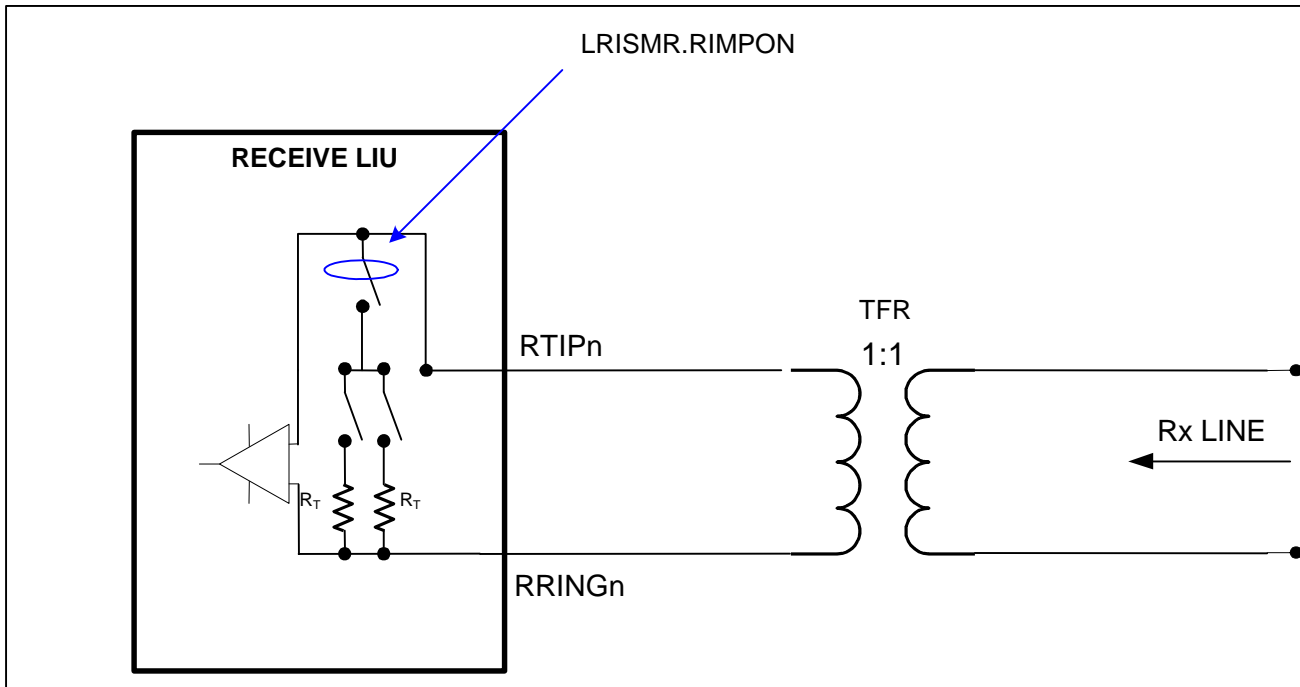 LRISMR.RIMPON
RECEIVE LIU
TFR
1:1
RTIPn
Rx LINE
RT
RT
RRINGn